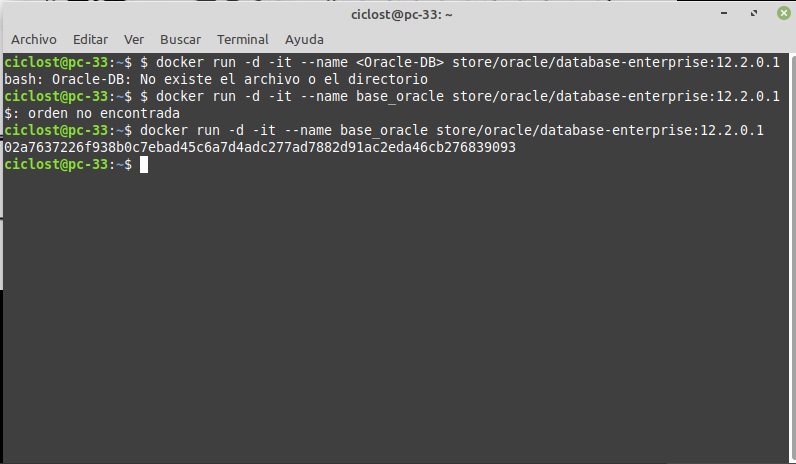 ciclost@pc-33: ~
Archivo Editar Ver Buscar Terminal Ayuda
ciclost@pc-33:~$ $ docker run -d -it --name <Oracle-DB> store/oracle/database-enterprise:12.2.0.1
bash: Oracle-DB: No existe el archivo o el directorio
ciclost@pc-33:~$ $ docker run -d -it --name base_oracle store/oracle/database-enterprise:12.2.0.1
$: orden no encontrada
ciclost@pc-33:~$ docker run -d -it --name base_oracle store/oracle/database-enterprise:12.2.0.1
02a7637226f938b0c7ebad45c6a7d4adc277ad7882d91ac2eda46cb276839093
ciclost@pc-33:~$